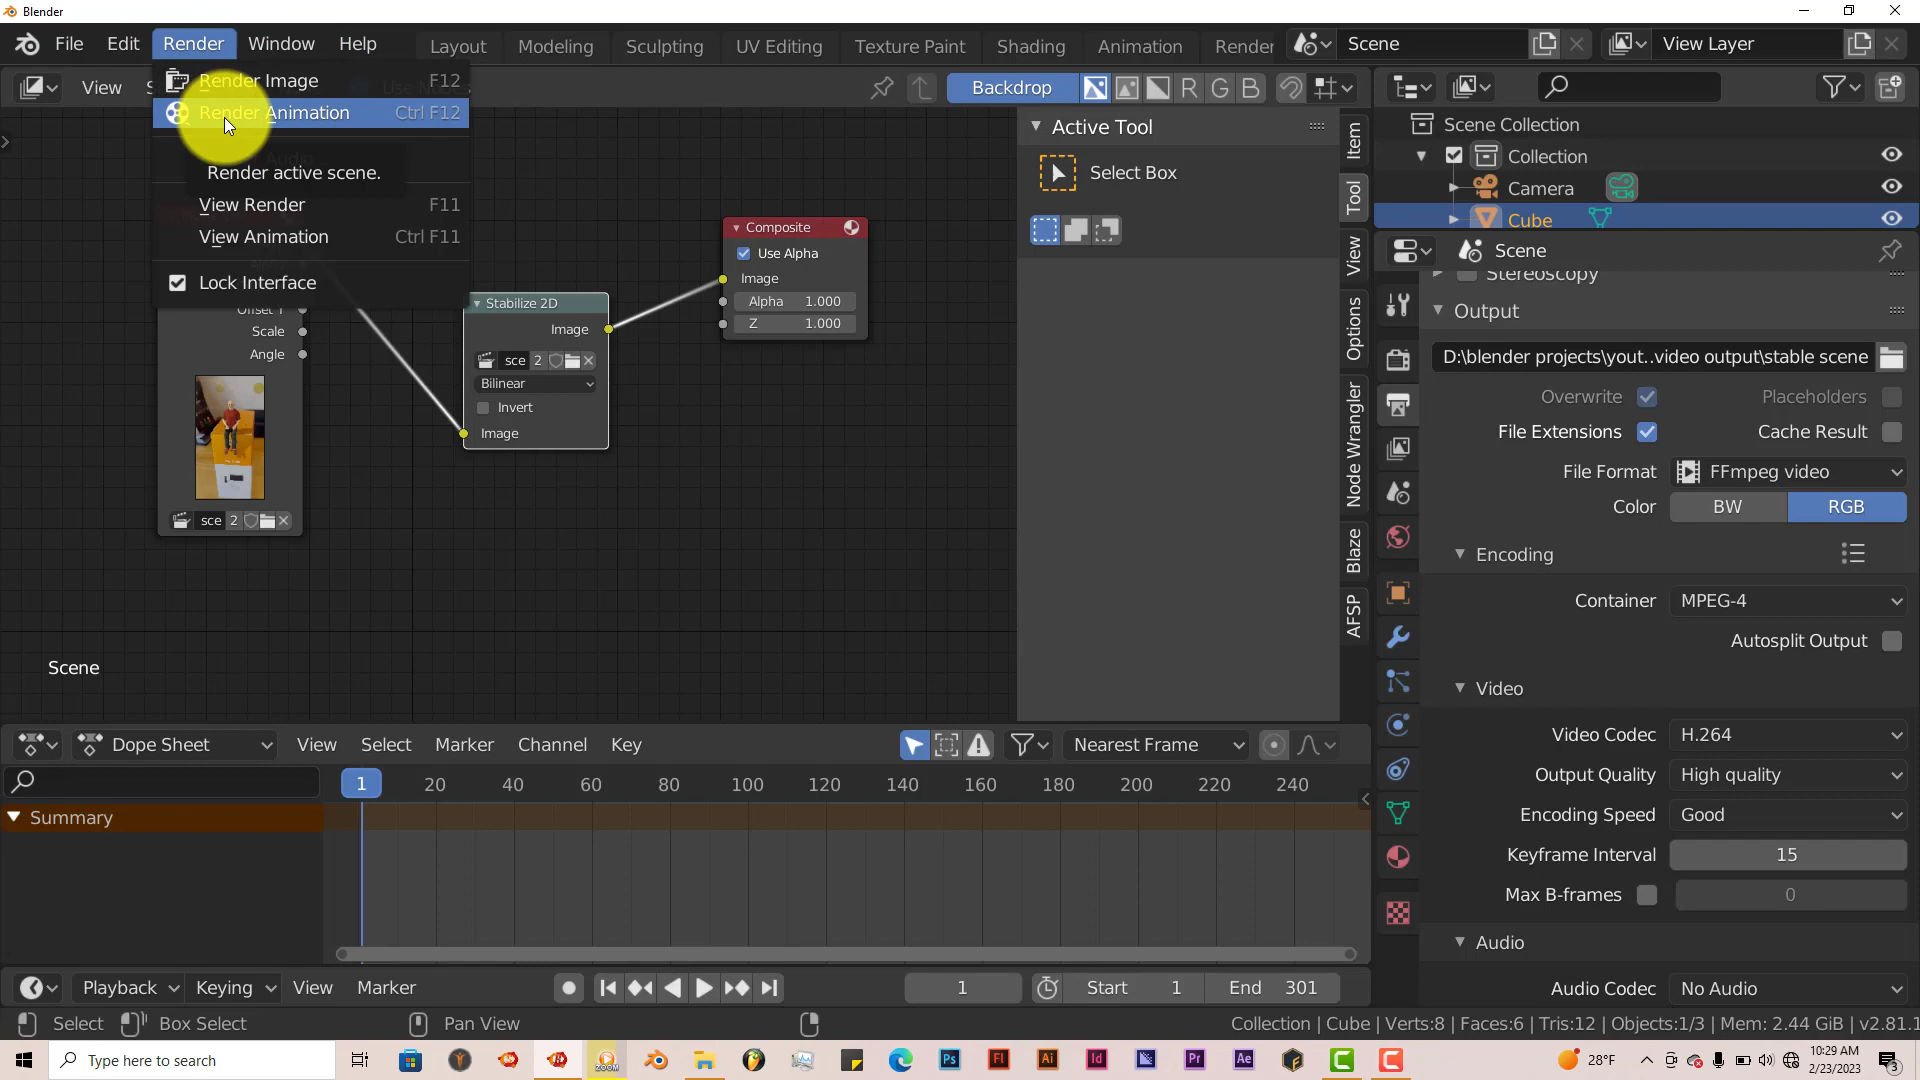 Blender
File Edit Render Window Help
Layout Modeling Sculpting UV Editing Texture Paint Shading Animation Render
Scene
View Layer
View
Backdrop
R G B
Render Image F12
Render Animation Ctrl F12
Render active scene.
View Render F11
View Animation Ctrl F11
Lock Interface
Scale
Angle
sce 2
Stabilize 2D
Image
sce 2
Bilinear
Invert
Image
Composite
Use Alpha
Image
Alpha 1.000
Z 1.000
Scene
Active Tool
Select Box
Item
Tool
View
Options
Node Wrangler
Blaze
AFSP
Scene Collection
Collection
Camera
Cube
Scene
Stereoscopy
Output
D:\blender projects\yout..video output\stable scene
Overwrite Placeholders
File Extensions Cache Result
File Format FFmpeg video
Color BW RGB
Encoding
Container MPEG-4
Autosplit Output
Video
Video Codec H.264
Output Quality High quality
Encoding Speed Good
Keyframe Interval 15
Max B-frames 0
Audio
Audio Codec No Audio
Dope Sheet View Select Marker Channel Key Nearest Frame
1 20 40 60 80 100 120 140 160 180 200 220 240
Summary
Playback Keying View Marker 1 Start 1 End 301
Select Box Select Pan View
Collection | Cube | Verts:8 | Faces:6 | Tris:12 | Objects:1/3 | Mem: 2.44 GiB | v2.81.1
Type here to search
ZOOM
Ps Fl Ai Id Pr Ae
28°F
10:29 AM
2/23/2023
3